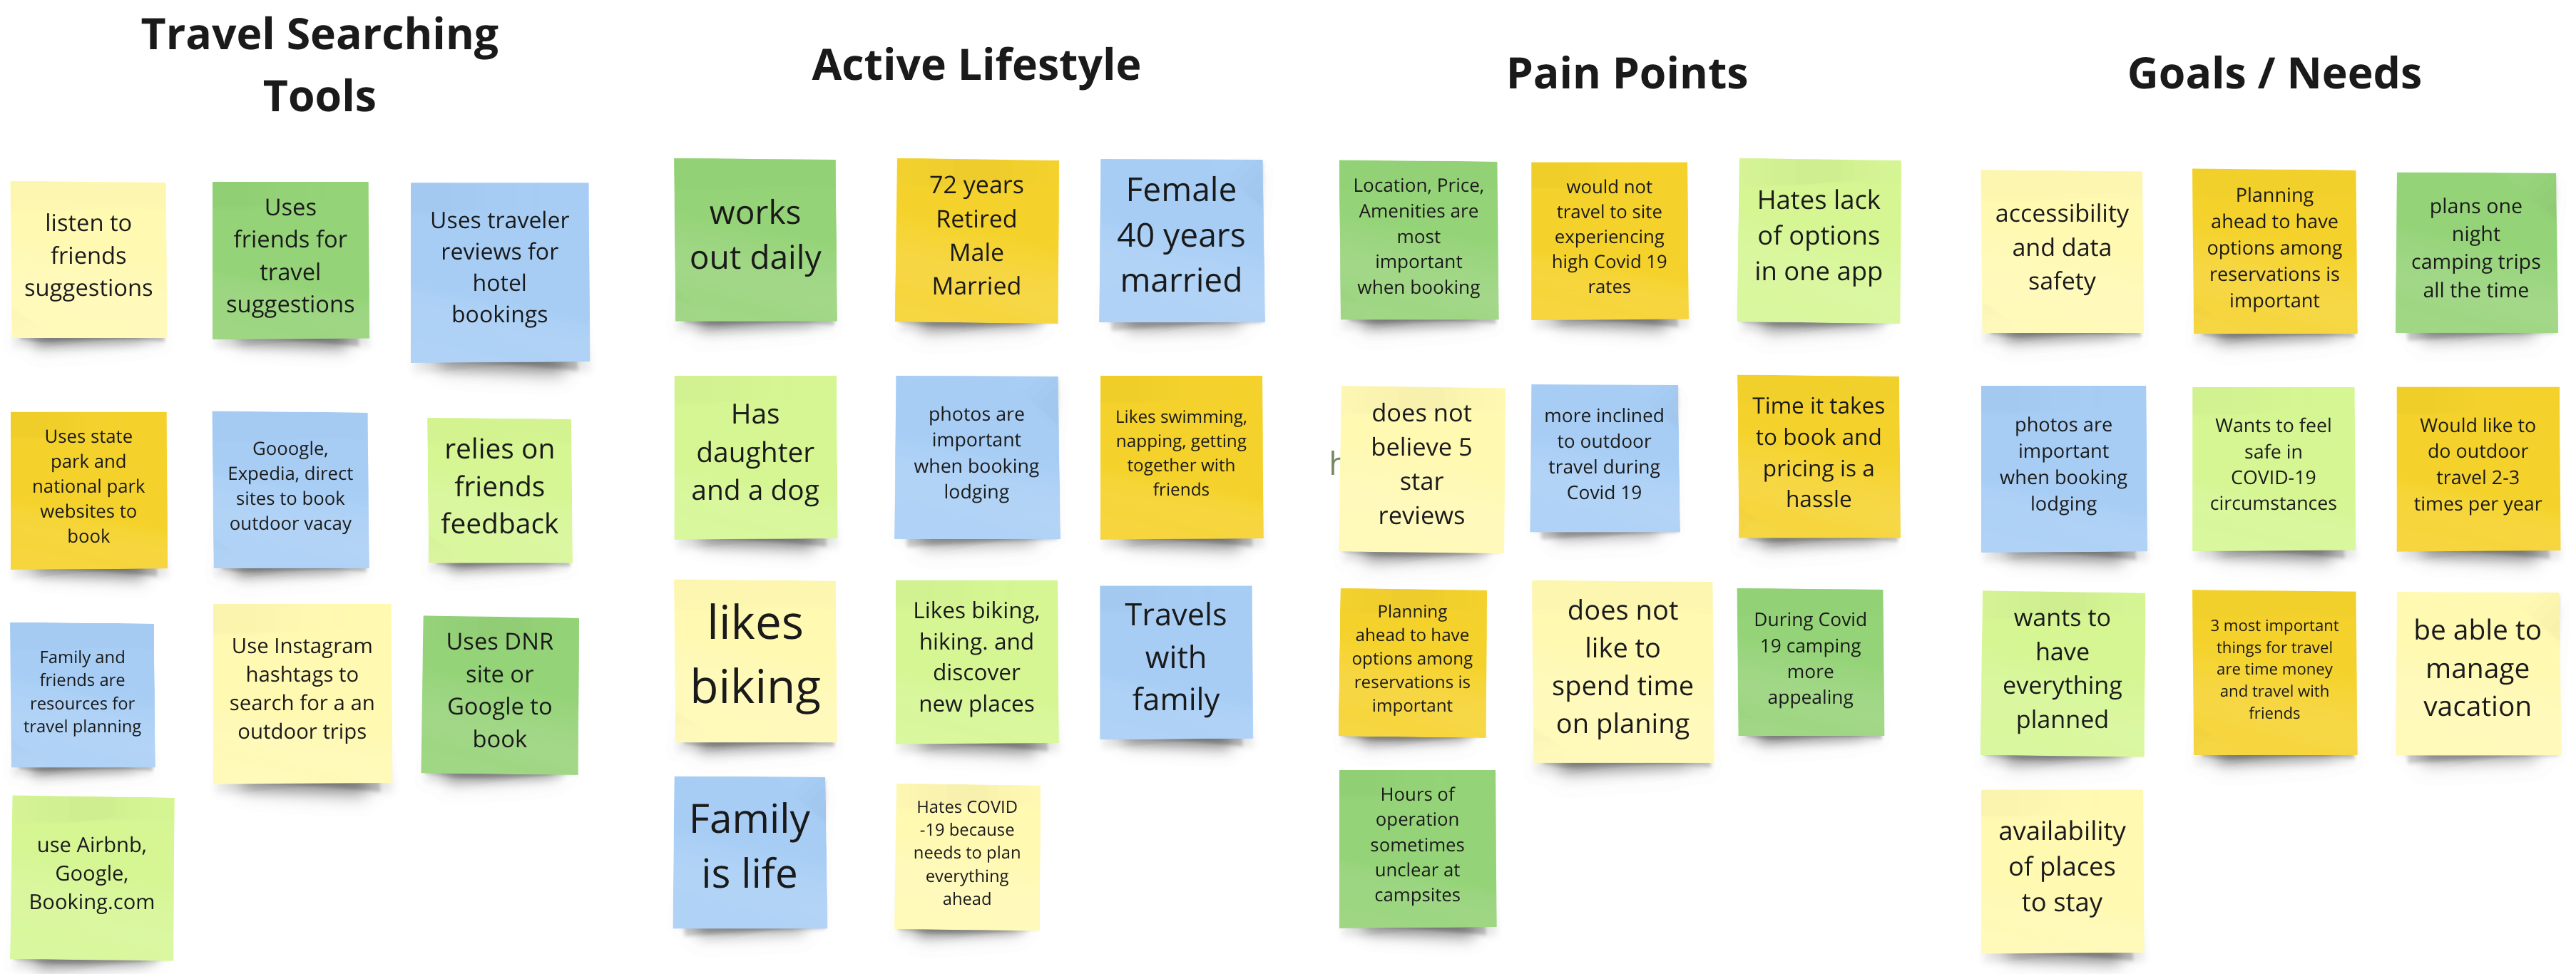 Travel Searching
Tools
listen to
friends
suggestions
Uses
friends for
travel
suggestions
Uses traveler
reviews for
hotel
bookings
Uses state
park and
national park
websites to
book
Gooogle,
Expedia, direct
sites to book
outdoor vacay
relies on
friends
feedback
Family and
friends are
resources for
travel planning
Use Instagram
hashtags to
search for a an
outdoor trips
Uses DNR
site or
Google to
book
use Airbnb,
Google,
Booking.com
Active Lifestyle
works
out daily
72 years
Retired
Male
Married
Female
40 years
married
Has
daughter
and a dog
photos are
important
when booking
lodging
Likes swimming,
napping, getting
together with
friends
likes
biking
Likes biking,
hiking. and
discover
new places
Travels
with
family
Family
is life
Hates COVID
-19 because
needs to plan
everything
ahead
Pain Points
Location, Price,
Amenities are
most
important
when booking
would not
travel to site
experiencing
high Covid 19
rates
Hates lack
of options
in one app
does not
believe 5
star
reviews
more inclined
to outdoor
travel during
Covid 19
Time it takes
to book and
pricing is a
hassle
Planning
ahead to have
options among
reservations is
important
does not
like to
spend time
on planing
During Covid
19 camping
more
appealing
Hours of
operation
sometimes
unclear at
campsites
Goals / Needs
accessibility
and data
safety
Planning
ahead to have
options among
reservations is
important
plans one
night
camping trips
all the time
photos are
important
when booking
lodging
Wants to feel
safe in
COVID-19
circumstances
Would like to
do outdoor
travel 2-3
times per year
wants to
have
everything
planned
3 most important
things for travel
are time money
and travel with
friends
be able to
manage
vacation
availability
of places
to stay